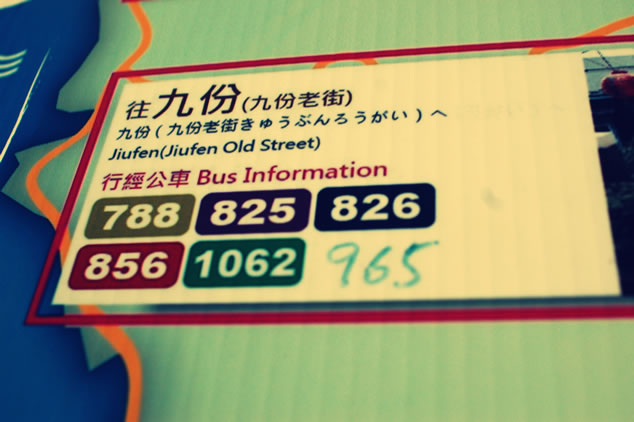 往九份(九份老街)
九份(九份老街きゅうぶんろうがい)へ
Jiufen(Jiufen Old Street)
行經公車 Bus Information
788 825 826
856 1062 965